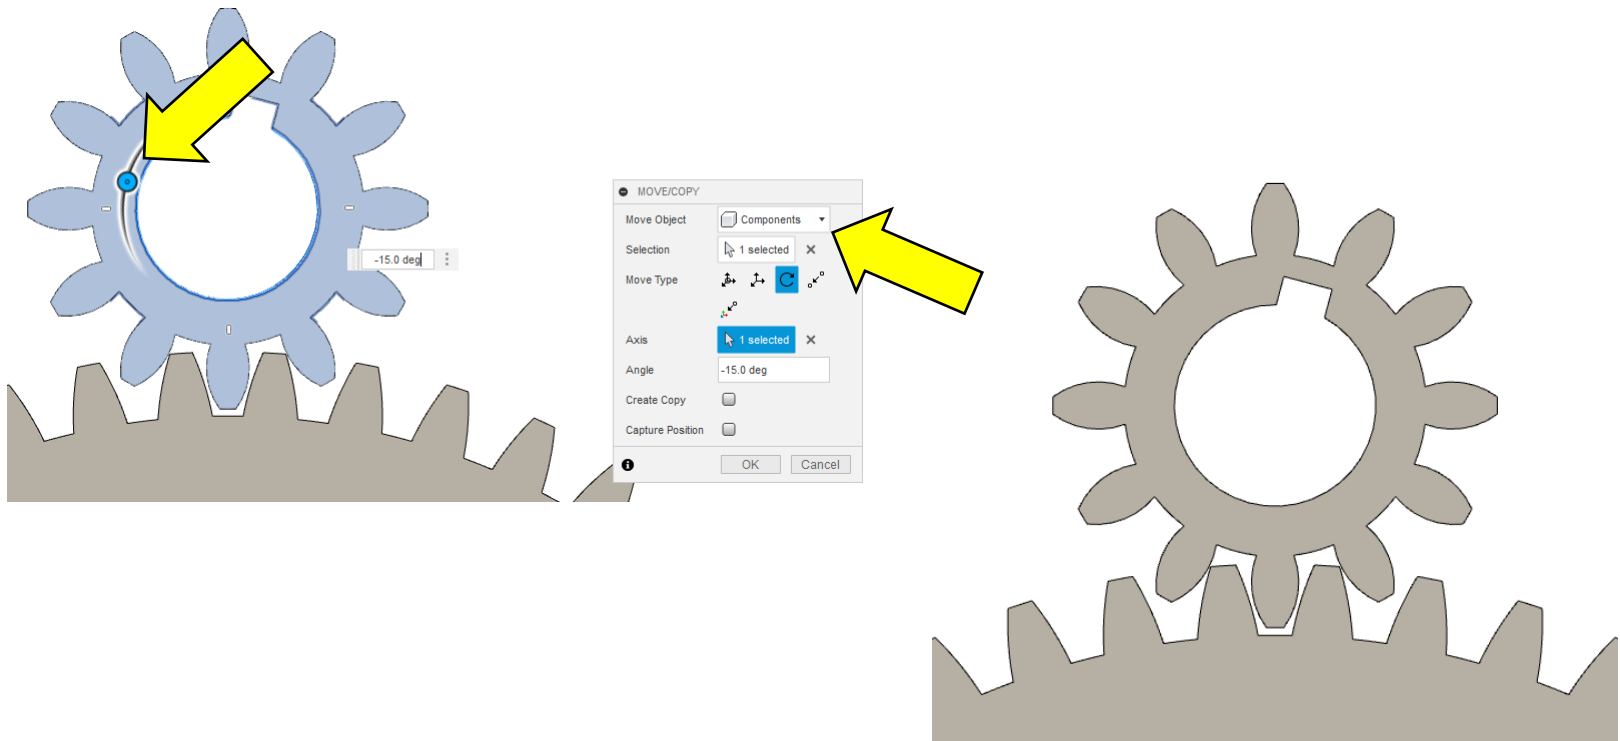 -15.0 deg
MOVE/COPY
Move Object Components
Selection 1 selected
Move Type
Axis 1 selected
Angle -15.0 deg
Create Copy
Capture Position
OK Cancel